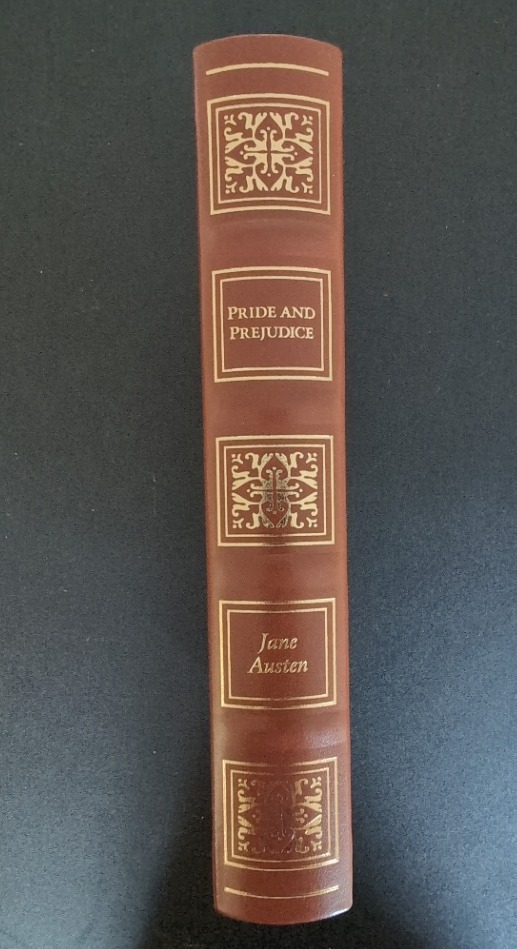 PRIDE AND
PREJUDICE
Jane
Austen